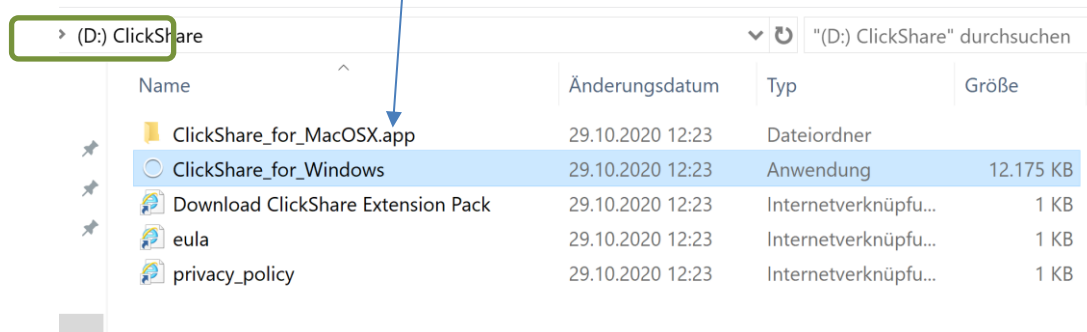 (D:) ClickShare "(D:) ClickShare" durchsuchen
Name Änderungsdatum Typ Größe
ClickShare_for_MacOSX.app 29.10.2020 12:23 Dateiordner
ClickShare_for_Windows 29.10.2020 12:23 Anwendung 12.175 KB
Download ClickShare Extension Pack 29.10.2020 12:23 Internetverknüpfu... 1 KB
eula 29.10.2020 12:23 Internetverknüpfu... 1 KB
privacy_policy 29.10.2020 12:23 Internetverknüpfu... 1 KB